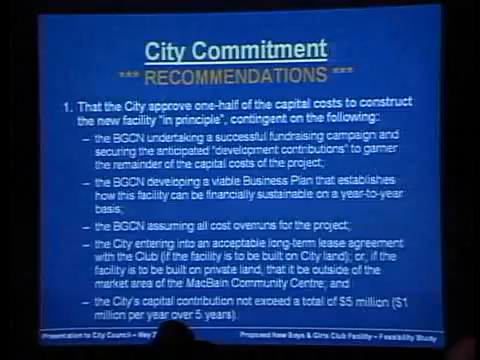 City Commitment
*** RECOMMENDATIONS ***
1. That the City approve one-half of the capital costs to construct
the new facility "in principle", contingent on the following:
– the BGCN undertaking a successful fundraising campaign and
securing the anticipated "development contributions" to garner
the remainder of the capital costs of the project;
– the BGCN developing a viable Business Plan that establishes
how this facility can be financially sustainable on a year-to-year
basis;
– the BGCN assuming all cost overruns for the project;
– the City entering into an acceptable long-term lease agreement
with the Club (if the facility is to be built on City land); or, if the
facility is to be built on private land, that it be outside of the
market area of the MacBain Community Centre; and
– the City's capital contribution not exceed a total of $5 million ($1
million per year over 5 years).
Presentation to City Council – May
Proposed New Boys & Girls Club Facility – Feasibility Study